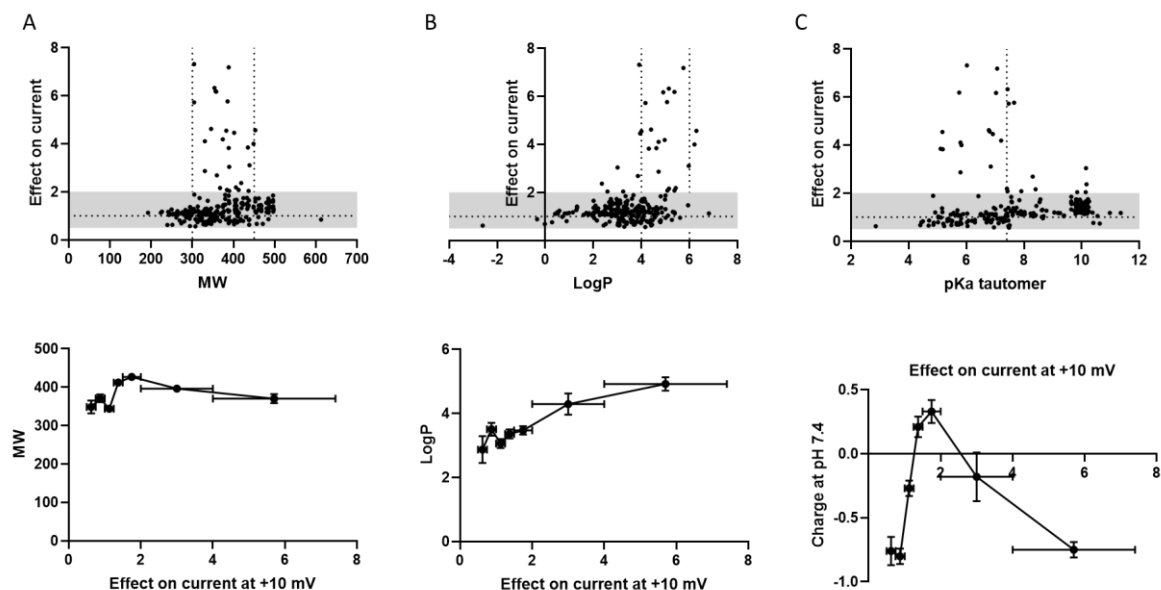 A
B
C
8
6
4
2
0
Effect on current
0 100 200 300 400 500 600 700
MW
8
6
4
2
0
Effect on current
-4 -2 0 2 4 6 8
LogP
8
6
4
2
0
Effect on current
2 4 6 8 10 12
pKa tautomer
500
400
300
200
100
0
MW
0 2 4 6 8
Effect on current at +10 mV
6
4
2
0
LogP
0 2 4 6 8
Effect on current at +10 mV
Effect on current at +10 mV
0.5
0.0
-0.5
-1.0
Charge at pH 7.4
2 4 6 8